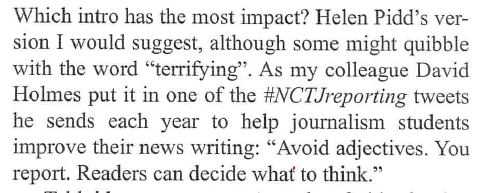 Which intro has the most impact? Helen Pidd's ver-
sion I would suggest, although some might quibble
with the word “terrifying”. As my colleague David
Holmes put it in one of the #NCTJreporting tweets
he sends each year to help journalism students
improve their news writing: “Avoid adjectives. You
report. Readers can decide what to think.”